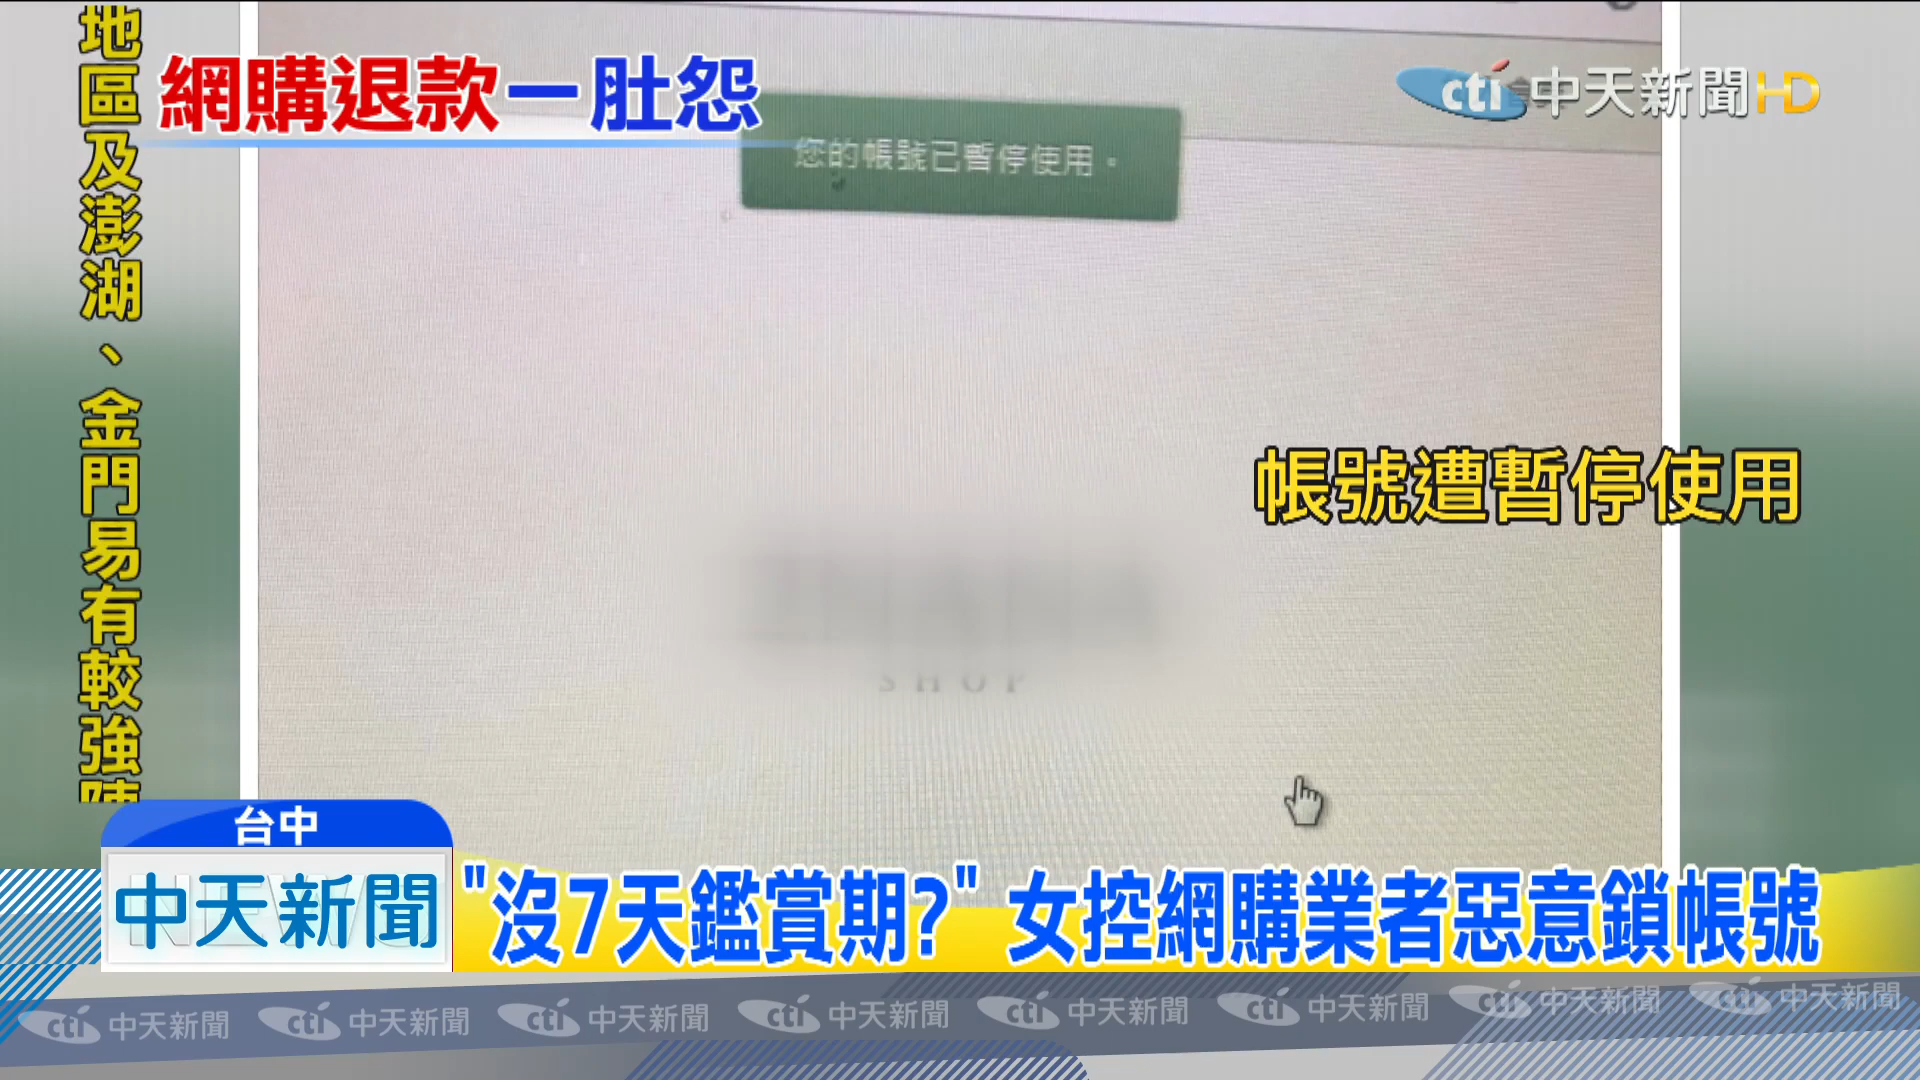 地區及澎湖、金門易有較強陣
網購退款一肚怨
cti 中天新聞HD
您的帳號已暫停使用。
帳號遭暫停使用
SHOP
台中
中天新聞
"沒7天鑑賞期?" 女控網購業者惡意鎖帳號
cti 中天新聞 cti 中天新聞 cti 中天新聞 cti 中天新聞 cti 中天新聞 cti 中天新聞 cti 中天新聞 cti 中天新聞